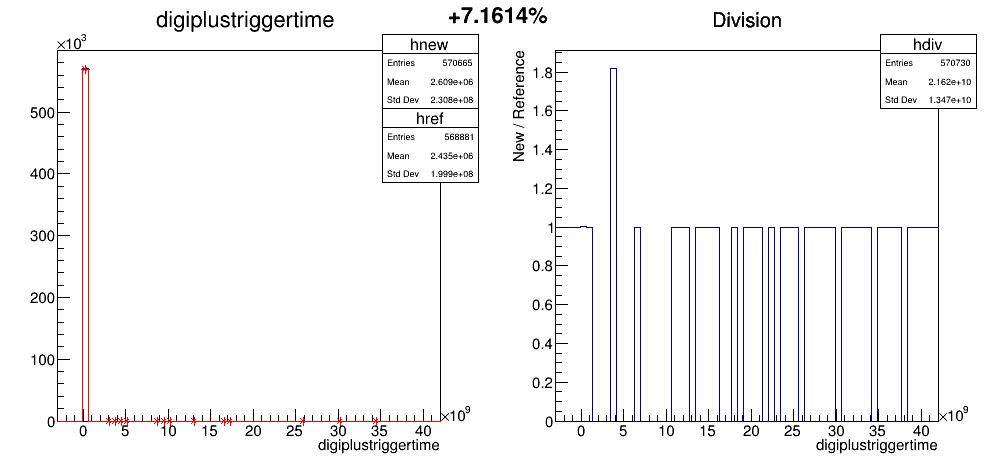 +7.1614%
digiplustriggertime
×10³
500
400
300
200
100
0
0 5 10 15 20 25 30 35 40 ×10⁹
digiplustriggertime
hnew
Entries 570665
Mean 2.609e+06
Std Dev 2.308e+08
href
Entries 568881
Mean 2.435e+06
Std Dev 1.999e+08
Division
New / Reference
1.8
1.6
1.4
1.2
1
0.8
0.6
0.4
0.2
0
0 5 10 15 20 25 30 35 40 ×10⁹
digiplustriggertime
hdiv
Entries 570730
Mean 2.162e+10
Std Dev 1.347e+10